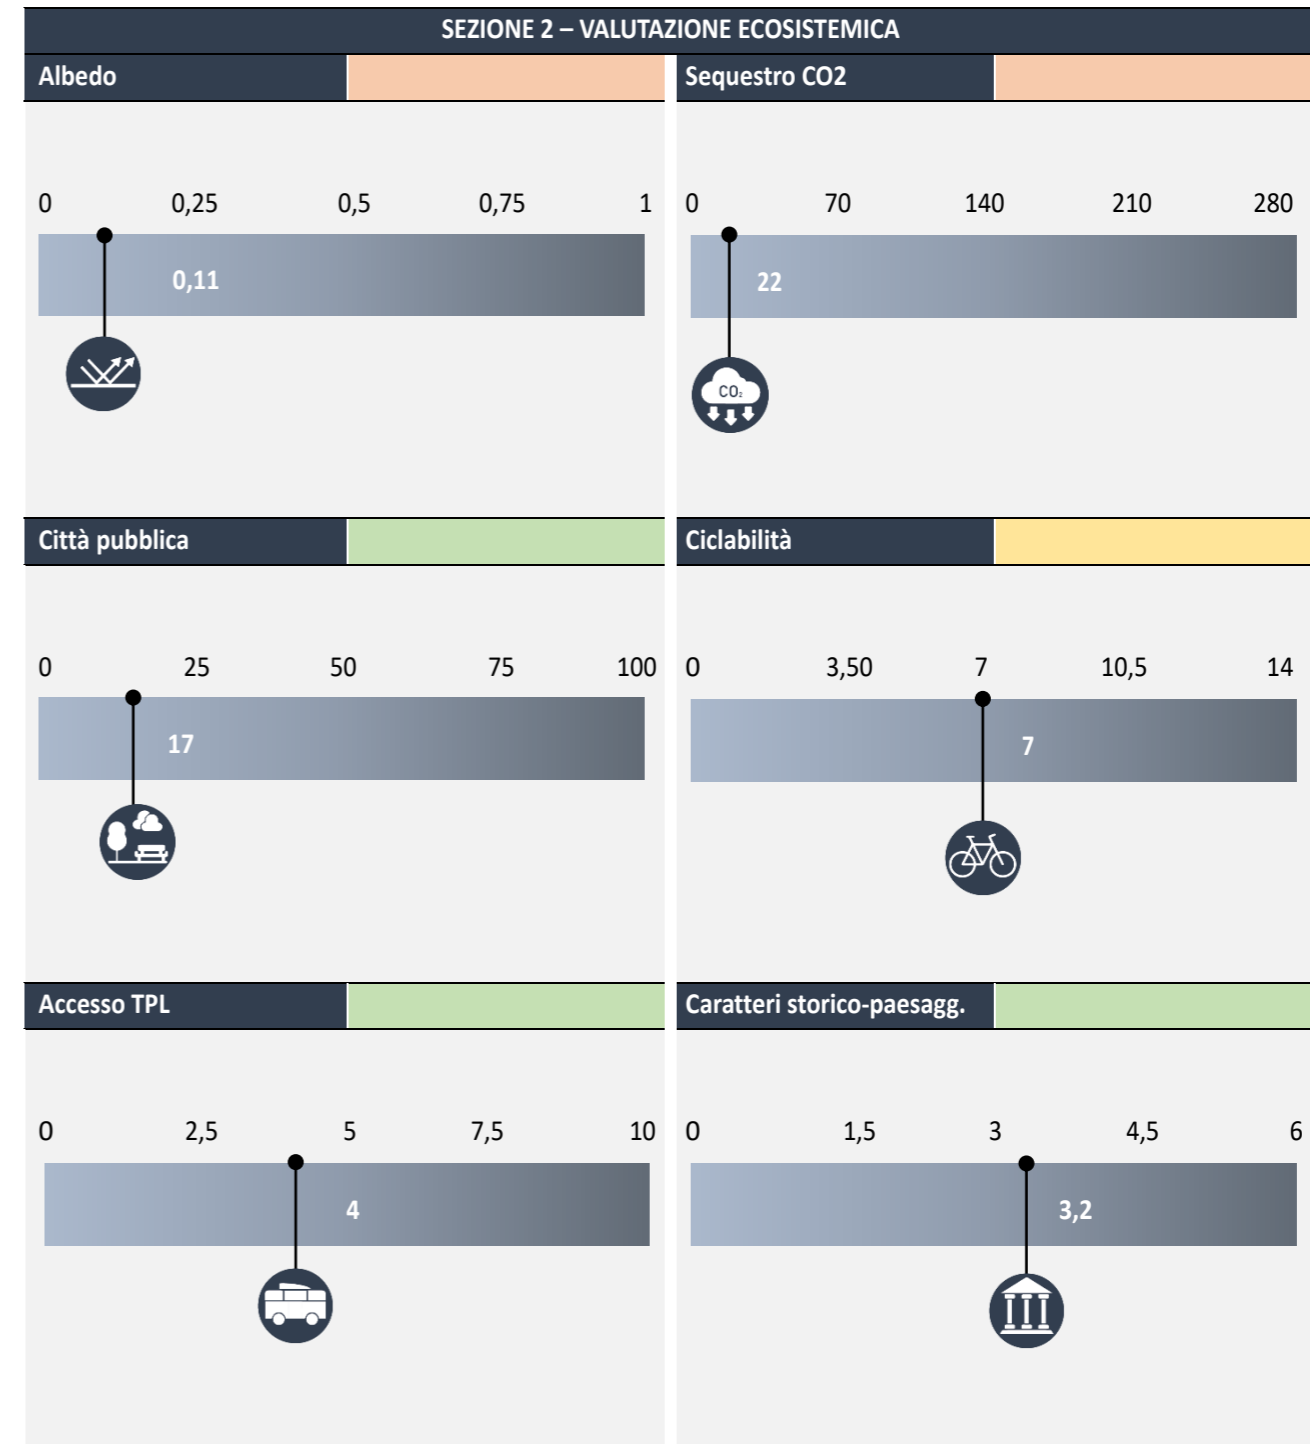 SEZIONE 2 – VALUTAZIONE ECOSISTEMICA
Albedo
Sequestro CO2
0 0,25 0,5 0,75 1
0 70 140 210 280
0,11
22
CO₂
Città pubblica
Ciclabilità
0 25 50 75 100
0 3,50 7 10,5 14
17
7
Accesso TPL
Caratteri storico-paesagg.
0 2,5 5 7,5 10
0 1,5 3 4,5 6
4
3,2